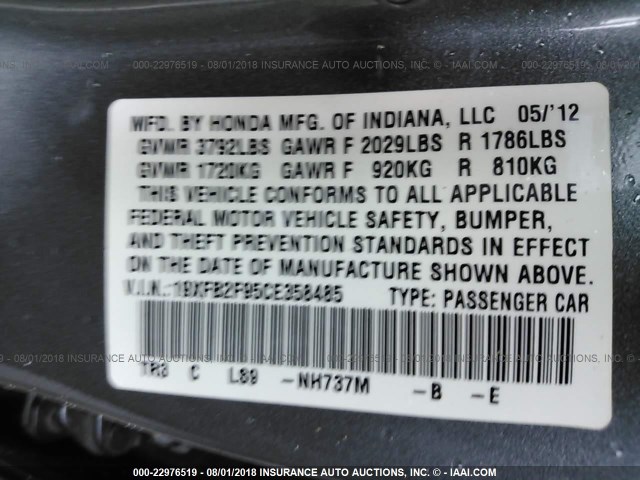 000-22976519 - 08/01/2018 - INSURANCE AUTO AUCTIONS, INC. - © IAAI.COM
MFD. BY HONDA MFG. OF INDIANA, LLC 05/'12
GVWR 3792LBS GAWR F 2029LBS R 1786LBS
GVWR 1720KG GAWR F 920KG R 810KG
THIS VEHICLE CONFORMS TO ALL APPLICABLE
FEDERAL MOTOR VEHICLE SAFETY, BUMPER,
AND THEFT PREVENTION STANDARDS IN EFFECT
ON THE DATE OF MANUFACTURE SHOWN ABOVE.
V.I.N.:19XFB2F95CE358485 TYPE: PASSENGER CAR
TR3 C L89 -NH737M -B -E
000-22976519 - 08/01/2018 - INSURANCE AUTO AUCTIONS, INC. - © IAAI.COM